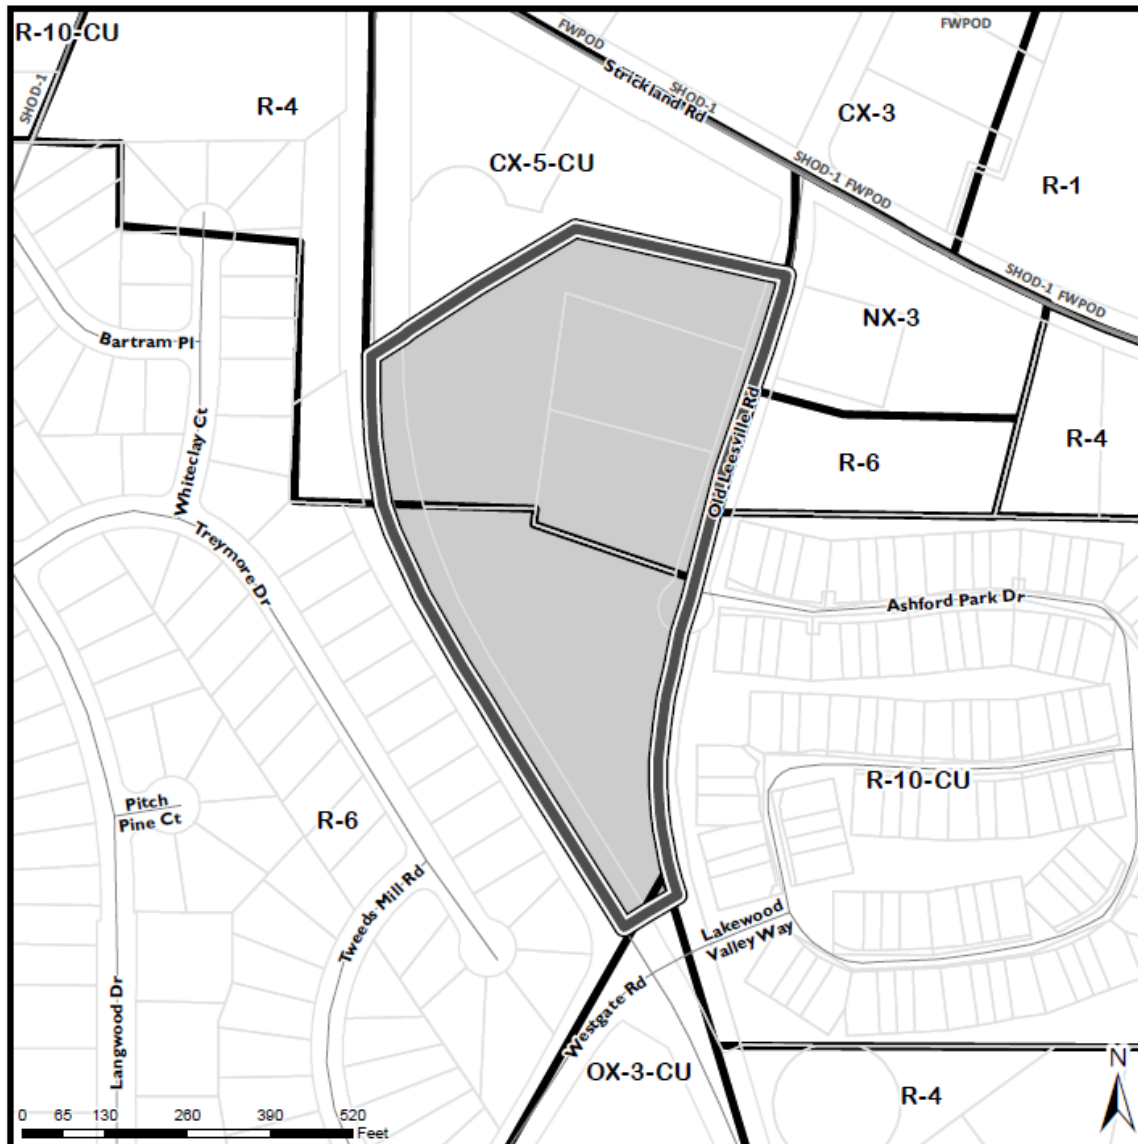 R-10-CU
FWPOD
FWPOD
SHOD-1
SHOD-1
Strickland Rd
R-4
CX-3
CX-5-CU
SHOD-1 FWPOD
R-1
SHOD-1 FWPOD
NX-3
Bartram Pl
Old Leesville Rd
Whiteclay Ct
R-4
R-6
Treymore Dr
Ashford Park Dr
R-10-CU
Pitch
Pine Ct
R-6
Tweeds Mill Rd
Lakewood
Valley Way
Langwood Dr
Westgate Rd
OX-3-CU
R-4
N
0 65 130 260 390 520
Feet